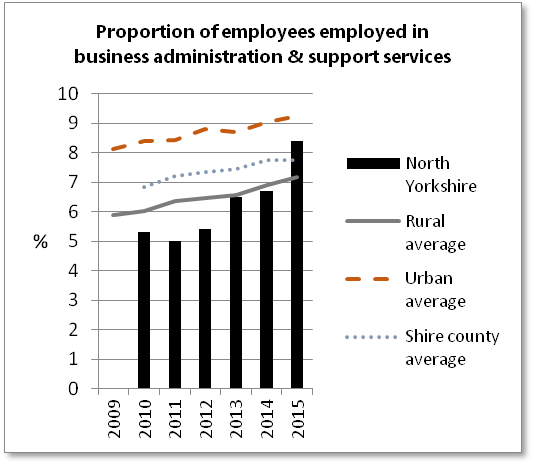 Proportion of employees employed in
business administration & support services
10
9
8
7
6
5
4
3
2
1
0
%
2009
2010
2011
2012
2013
2014
2015
North
Yorkshire
Rural
average
Urban
average
Shire county
average